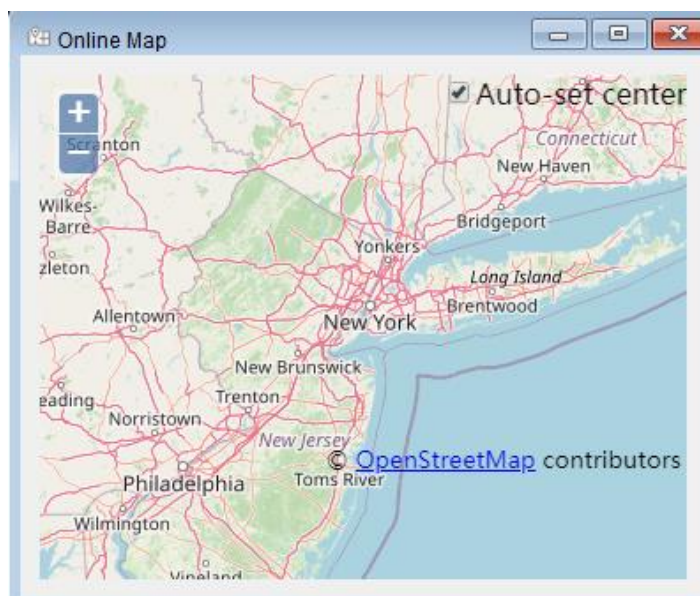 Online Map
Auto-set center
+
−
Scranton
Connecticut
New Haven
Wilkes-
Barre
Bridgeport
Yonkers
zleton
Long Island
Brentwood
Allentown
New York
New Brunswick
eading
Trenton
Norristown
New Jersey
© OpenStreetMap contributors
Philadelphia
Toms River
Wilmington
Vineland